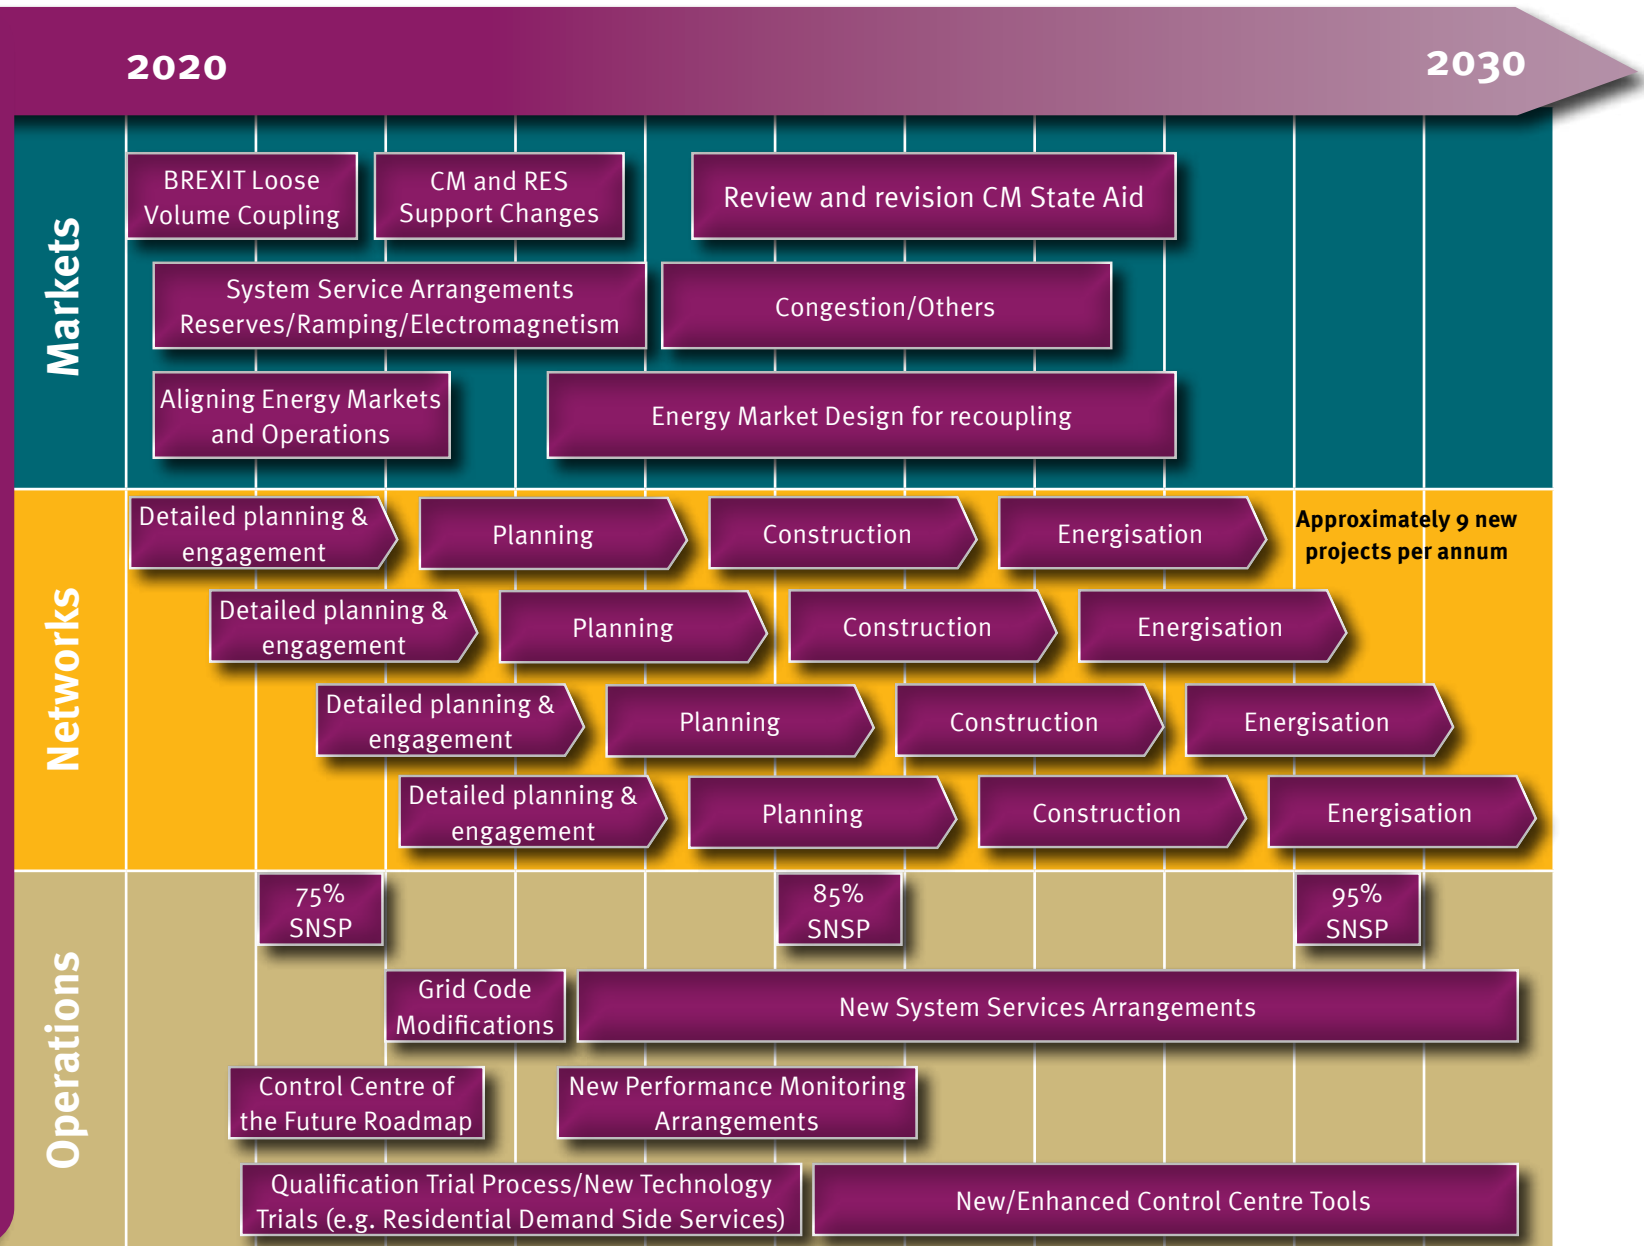 2020
2030
Markets
BREXIT Loose
Volume Coupling
CM and RES
Support Changes
Review and revision CM State Aid
System Service Arrangements
Reserves/Ramping/Electromagnetism
Congestion/Others
Aligning Energy Markets
and Operations
Energy Market Design for recoupling
Networks
Detailed planning &
engagement
Planning
Construction
Energisation
Approximately 9 new
projects per annum
Detailed planning &
engagement
Planning
Construction
Energisation
Detailed planning &
engagement
Planning
Construction
Energisation
Detailed planning &
engagement
Planning
Construction
Energisation
Operations
75%
SNSP
85%
SNSP
95%
SNSP
Grid Code
Modifications
New System Services Arrangements
Control Centre of
the Future Roadmap
New Performance Monitoring
Arrangements
Qualification Trial Process/New Technology
Trials (e.g. Residential Demand Side Services)
New/Enhanced Control Centre Tools